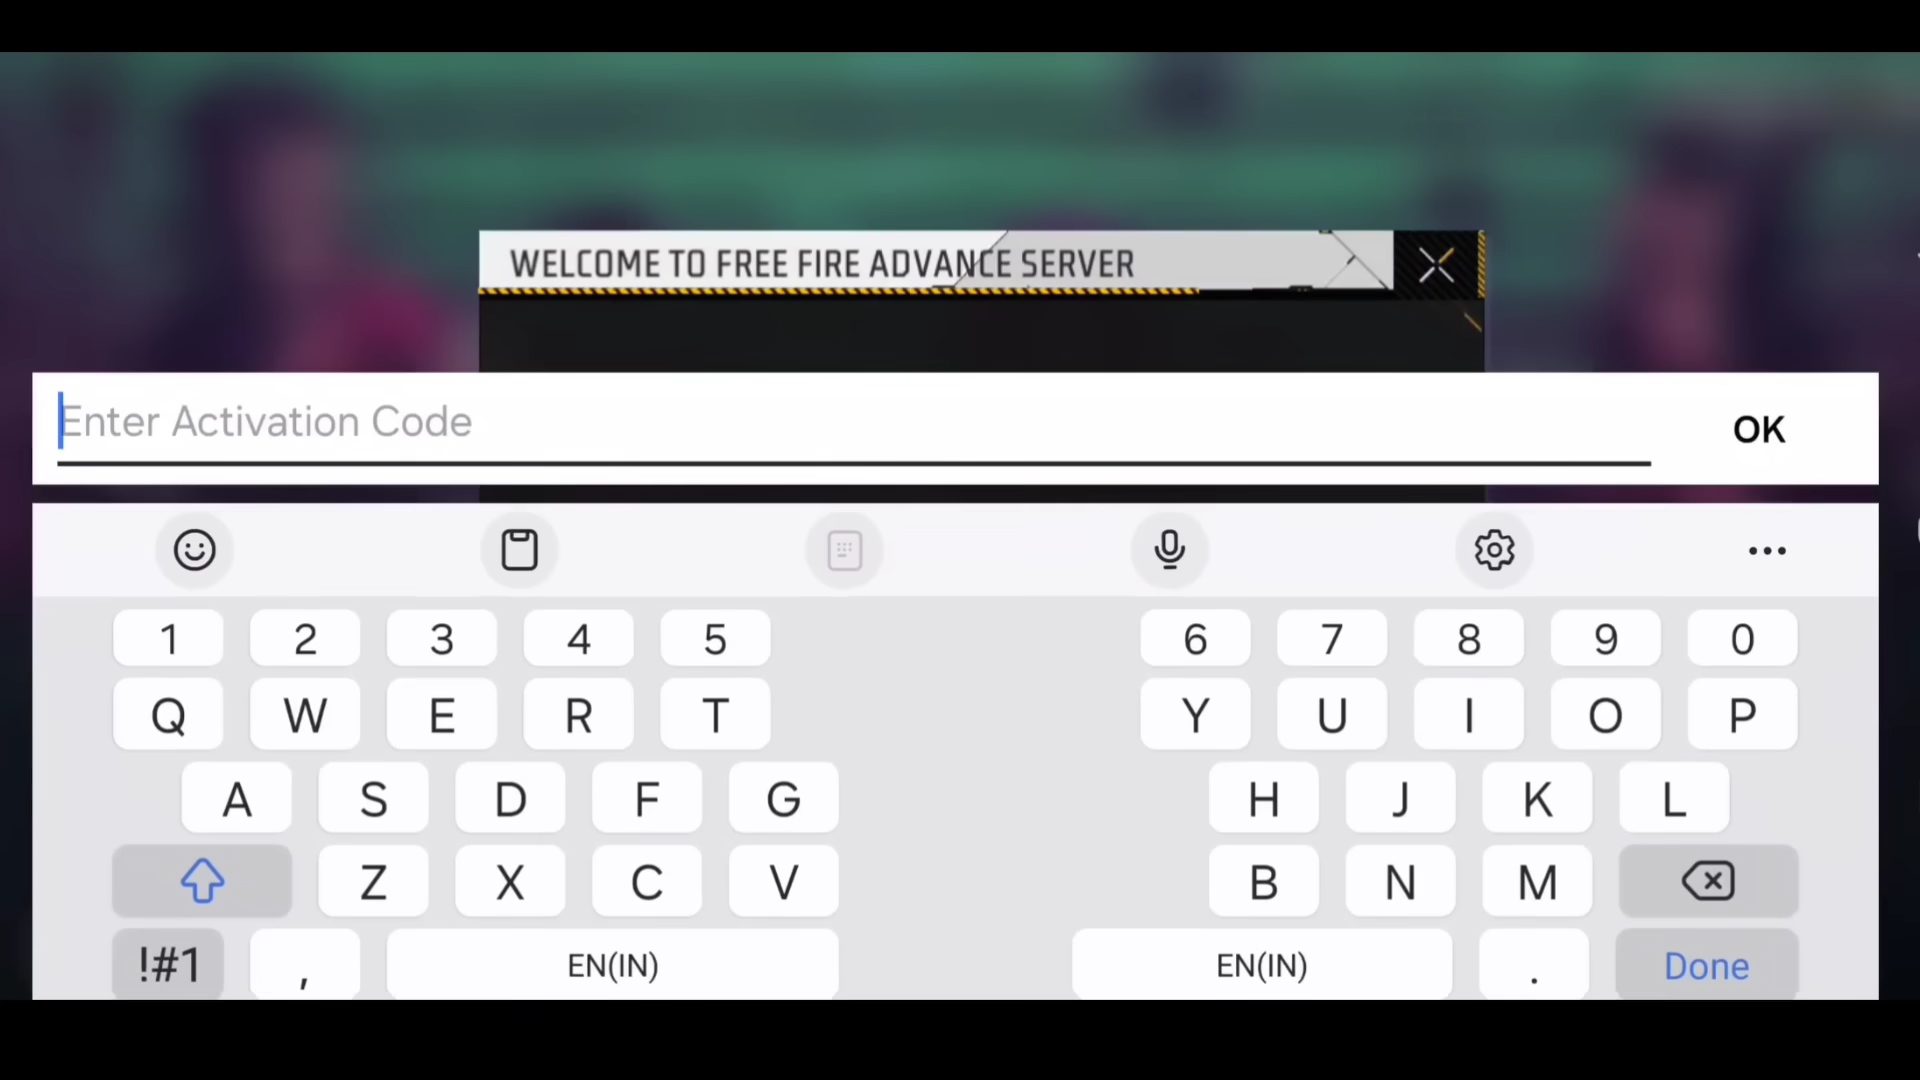 WELCOME TO FREE FIRE ADVANCE SERVER
Enter Activation Code
OK
1 2 3 4 5 6 7 8 9 0
Q W E R T Y U I O P
A S D F G H J K L
Z X C V B N M
!#1 , EN(IN) EN(IN) . Done